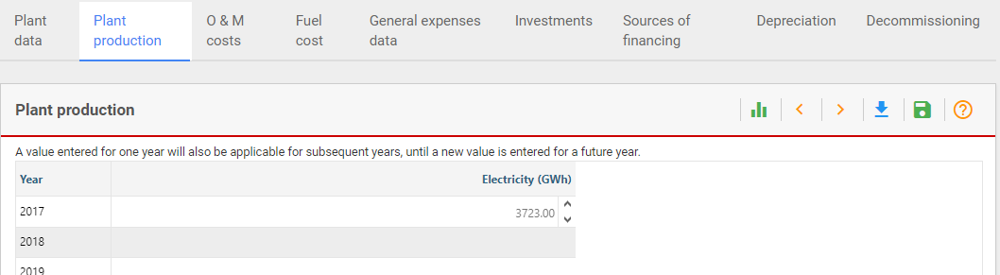 Plant data
Plant production
O & M costs
Fuel cost
General expenses data
Investments
Sources of financing
Depreciation
Decommissioning
Plant production
A value entered for one year will also be applicable for subsequent years, until a new value is entered for a future year.
Year Electricity (GWh)
2017 3723.00
2018
2019